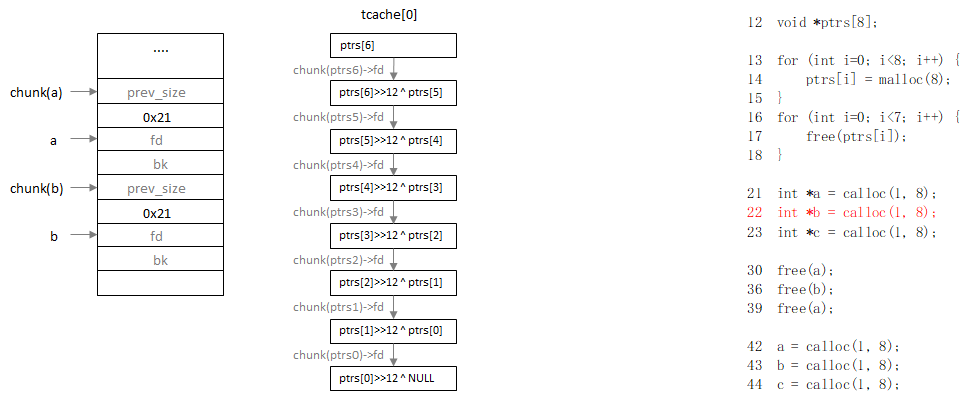 ....
chunk(a)
prev_size
0x21
a
fd
bk
chunk(b)
prev_size
0x21
b
fd
bk
tcache[0]
ptrs[6]
chunk(ptrs6)->fd
ptrs[6]>>12 ^ ptrs[5]
chunk(ptrs5)->fd
ptrs[5]>>12 ^ ptrs[4]
chunk(ptrs4)->fd
ptrs[4]>>12 ^ ptrs[3]
chunk(ptrs3)->fd
ptrs[3]>>12 ^ ptrs[2]
chunk(ptrs2)->fd
ptrs[2]>>12 ^ ptrs[1]
chunk(ptrs1)->fd
ptrs[1]>>12 ^ ptrs[0]
chunk(ptrs0)->fd
ptrs[0]>>12 ^ NULL
12 void *ptrs[8];
13 for (int i=0; i<8; i++) {
14 ptrs[i] = malloc(8);
15 }
16 for (int i=0; i<7; i++) {
17 free(ptrs[i]);
18 }
21 int *a = calloc(1, 8);
22 int *b = calloc(1, 8);
23 int *c = calloc(1, 8);
30 free(a);
36 free(b);
39 free(a);
42 a = calloc(1, 8);
43 b = calloc(1, 8);
44 c = calloc(1, 8);